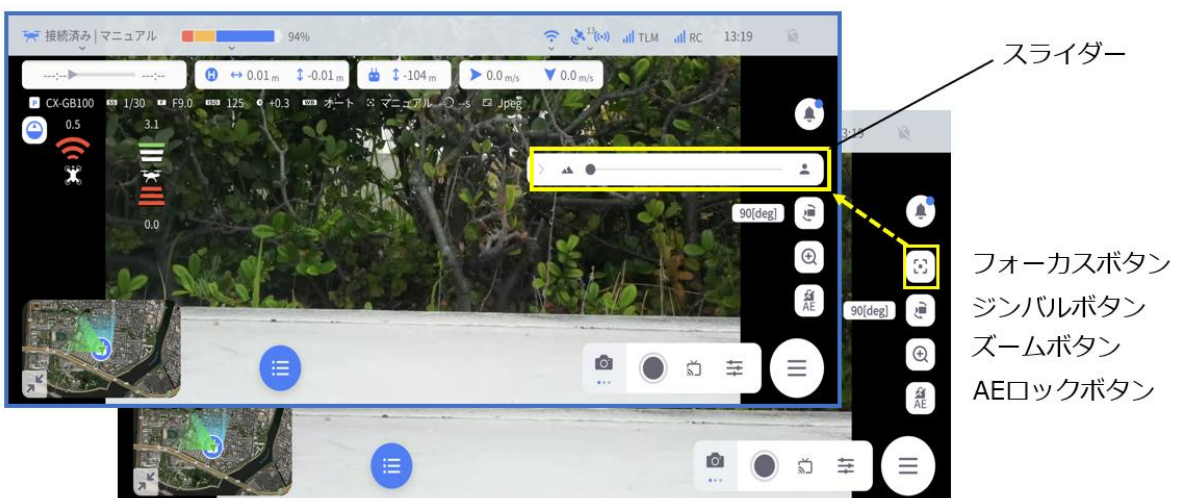 接続済み | マニュアル 94% 13 TLM RC 13:19
---:-- ---:-- H 0.01 m -0.01 m -104 m 0.0 m/s 0.0 m/s
P CX-GB100 SS 1/30 F F9.0 ISO 125 +0.3 WB オート マニュアル --s Jpeg
0.5 3.1
0.0
90[deg]
AE
スライダー
13:19
フォーカスボタン
90[deg] ジンバルボタン
ズームボタン
AE AEロックボタン